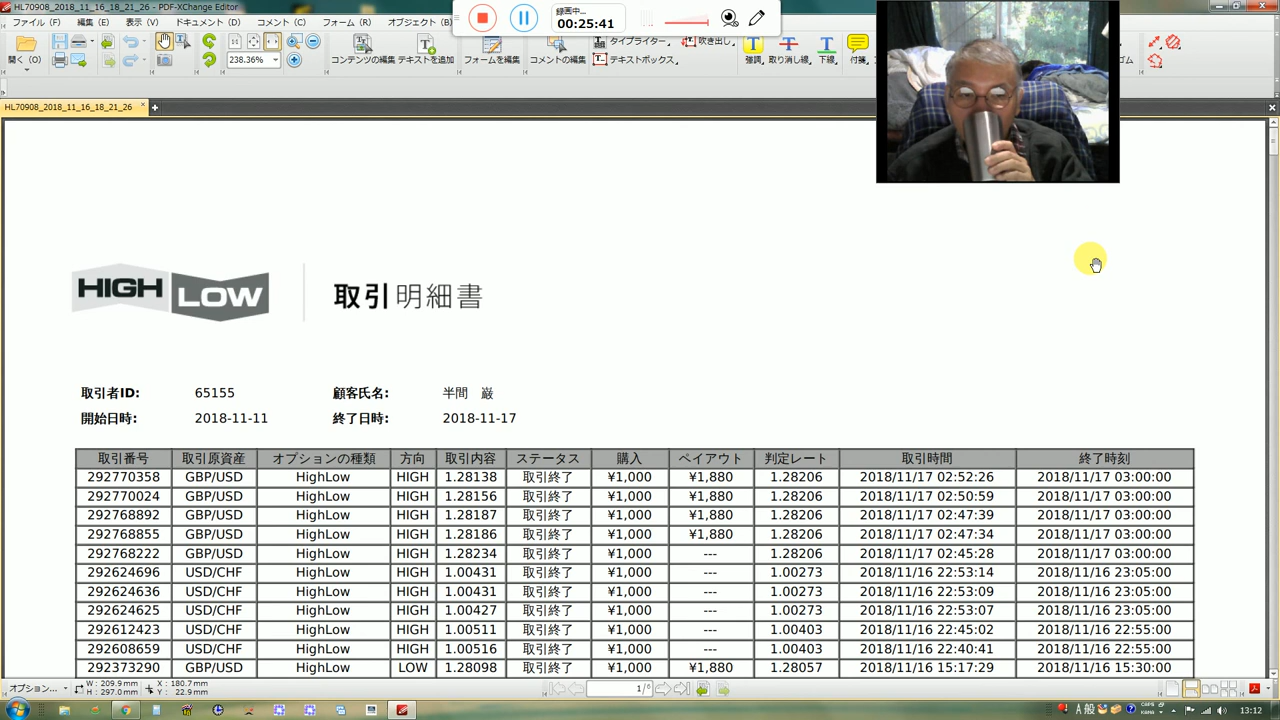 HL70908_2018_11_16_18_21_26 - PDF-XChange Editor
ファイル (F) 編集 (E) 表示 (V) ドキュメント (D) コメント (C) フォーム (R) オブジェクト (B)
録画中...
00:25:41
開く (O)
238.36%
コンテンツの編集 テキストを追加
フォームを編集
コメントの編集
タイプライター
テキストボックス
吹き出し
強調 取り消し線 下線 付箋
ゴム
HL70908_2018_11_16_18_21_26
HIGH LOW
取引明細書
取引者ID: 65155 顧客氏名: 半間 巌
開始日時: 2018-11-11 終了日時: 2018-11-17
取引番号 取引原資産 オプションの種類 方向 取引内容 ステータス 購入 ペイアウト 判定レート 取引時間 終了時刻
292770358 GBP/USD HighLow HIGH 1.28138 取引終了 ¥1,000 ¥1,880 1.28206 2018/11/17 02:52:26 2018/11/17 03:00:00
292770024 GBP/USD HighLow HIGH 1.28156 取引終了 ¥1,000 ¥1,880 1.28206 2018/11/17 02:50:59 2018/11/17 03:00:00
292768892 GBP/USD HighLow HIGH 1.28187 取引終了 ¥1,000 ¥1,880 1.28206 2018/11/17 02:47:39 2018/11/17 03:00:00
292768855 GBP/USD HighLow HIGH 1.28186 取引終了 ¥1,000 ¥1,880 1.28206 2018/11/17 02:47:34 2018/11/17 03:00:00
292768222 GBP/USD HighLow HIGH 1.28234 取引終了 ¥1,000 --- 1.28206 2018/11/17 02:45:28 2018/11/17 03:00:00
292624696 USD/CHF HighLow HIGH 1.00431 取引終了 ¥1,000 --- 1.00273 2018/11/16 22:53:14 2018/11/16 23:05:00
292624636 USD/CHF HighLow HIGH 1.00431 取引終了 ¥1,000 --- 1.00273 2018/11/16 22:53:09 2018/11/16 23:05:00
292624625 USD/CHF HighLow HIGH 1.00427 取引終了 ¥1,000 --- 1.00273 2018/11/16 22:53:07 2018/11/16 23:05:00
292612423 USD/CHF HighLow HIGH 1.00511 取引終了 ¥1,000 --- 1.00403 2018/11/16 22:45:02 2018/11/16 22:55:00
292608659 USD/CHF HighLow HIGH 1.00516 取引終了 ¥1,000 --- 1.00403 2018/11/16 22:40:41 2018/11/16 22:55:00
292373290 GBP/USD HighLow LOW 1.28098 取引終了 ¥1,000 ¥1,880 1.28057 2018/11/16 15:17:29 2018/11/16 15:30:00
オプション...
W : 209.9 mm
H : 297.0 mm
X : 180.7 mm
Y : 22.9 mm
1/6
A 般
CAPS
KANA
13:12